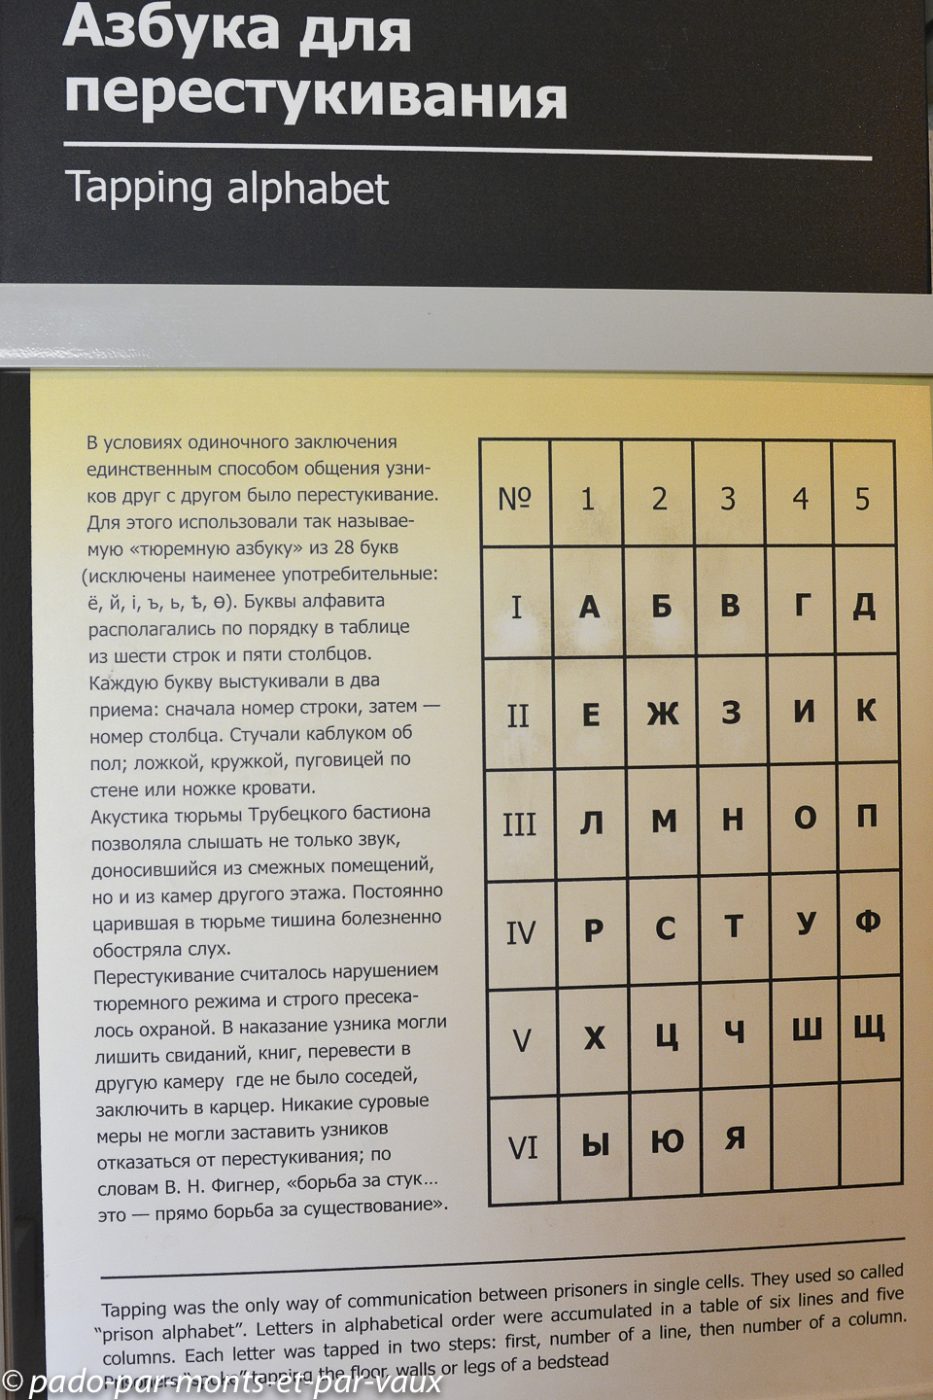 Азбука для
перестукивания
Tapping alphabet
В условиях одиночного заключения
единственным способом общения узни-
ков друг с другом было перестукивание.
Для этого использовали так называе-
мую «тюремную азбуку» из 28 букв
(исключены наименее употребительные:
ё, й, і, ъ, ь, ѣ, ѳ). Буквы алфавита
располагались по порядку в таблице
из шести строк и пяти столбцов.
Каждую букву выстукивали в два
приема: сначала номер строки, затем —
номер столбца. Стучали каблуком об
пол; ложкой, кружкой, пуговицей по
стене или ножке кровати.
Акустика тюрьмы Трубецкого бастиона
позволяла слышать не только звук,
доносившийся из смежных помещений,
но и из камер другого этажа. Постоянно
царившая в тюрьме тишина болезненно
обостряла слух.
Перестукивание считалось нарушением
тюремного режима и строго пресека-
лось охраной. В наказание узника могли
лишить свиданий, книг, перевести в
другую камеру где не было соседей,
заключить в карцер. Никакие суровые
меры не могли заставить узников
отказаться от перестукивания; по
словам В. Н. Фигнер, «борьба за стук...
это — прямо борьба за существование».
№ 1 2 3 4 5
I А Б В Г Д
II Е Ж З И К
III Л М Н О П
IV Р С Т У Ф
V Х Ц Ч Ш Щ
VI Ы Ю Я
Tapping was the only way of communication between prisoners in single cells. They used so called
"prison alphabet". Letters in alphabetical order were accumulated in a table of six lines and five
columns. Each letter was tapped in two steps: first, number of a line, then number of a column.
Prisoners "spoke" tapping the floor, walls or legs of a bedstead
© pado-par-monts-et-par-vaux